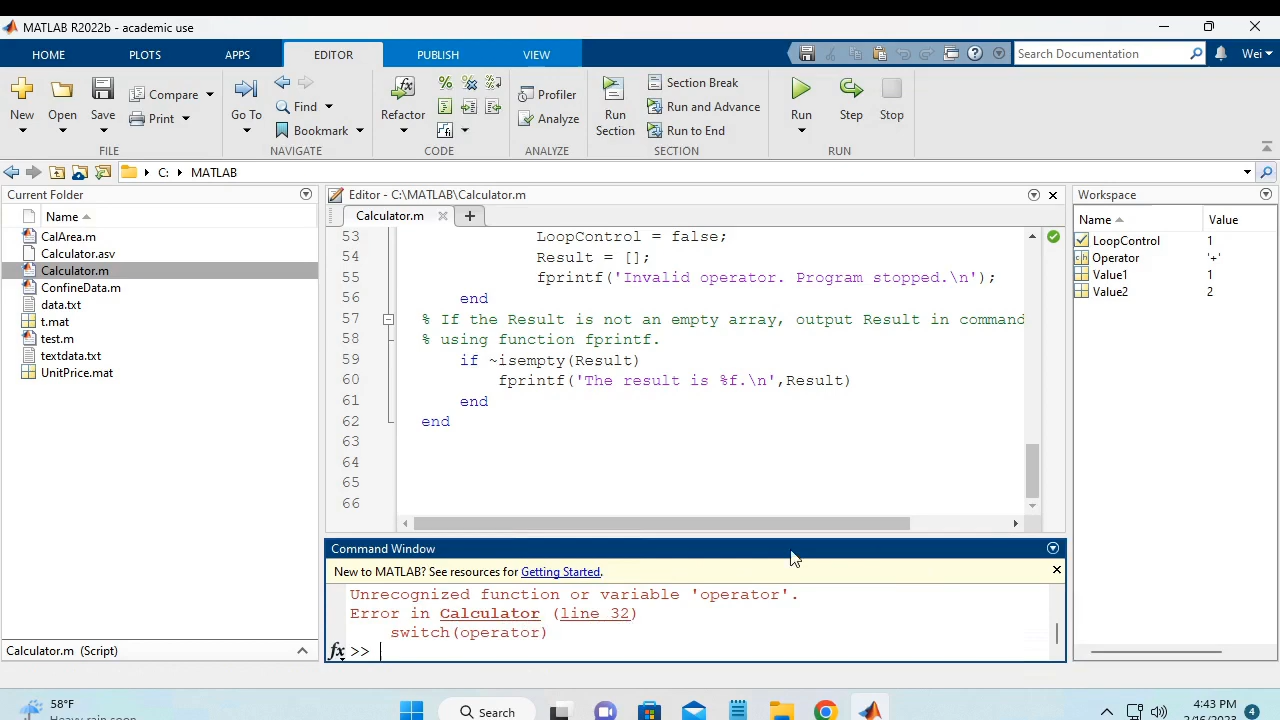 MATLAB R2022b - academic use
HOME PLOTS APPS EDITOR PUBLISH VIEW Search Documentation Wei
New Open Save Compare Print
Go To Find Bookmark
Refactor
Profiler Analyze
Run Section Section Break Run and Advance Run to End
Run Step Stop
FILE NAVIGATE CODE ANALYZE SECTION RUN
C: MATLAB
Current Folder
Name
CalArea.m
Calculator.asv
Calculator.m
ConfineData.m
data.txt
t.mat
test.m
textdata.txt
UnitPrice.mat
Calculator.m (Script)
Editor - C:\MATLAB\Calculator.m
Calculator.m
53 LoopControl = false;
54 Result = [];
55 fprintf('Invalid operator. Program stopped.\n');
56 end
57 % If the Result is not an empty array, output Result in command
58 % using function fprintf.
59 if ~isempty(Result)
60 fprintf('The result is %f.\n',Result)
61 end
62 end
63
64
65
66
Command Window
New to MATLAB? See resources for Getting Started.
Unrecognized function or variable 'operator'.
Error in Calculator (line 32)
switch(operator)
fx >>
Workspace
Name Value
LoopControl 1
Operator '+'
Value1 1
Value2 2
58°F
Heavy rain soon
Search
4:43 PM
4